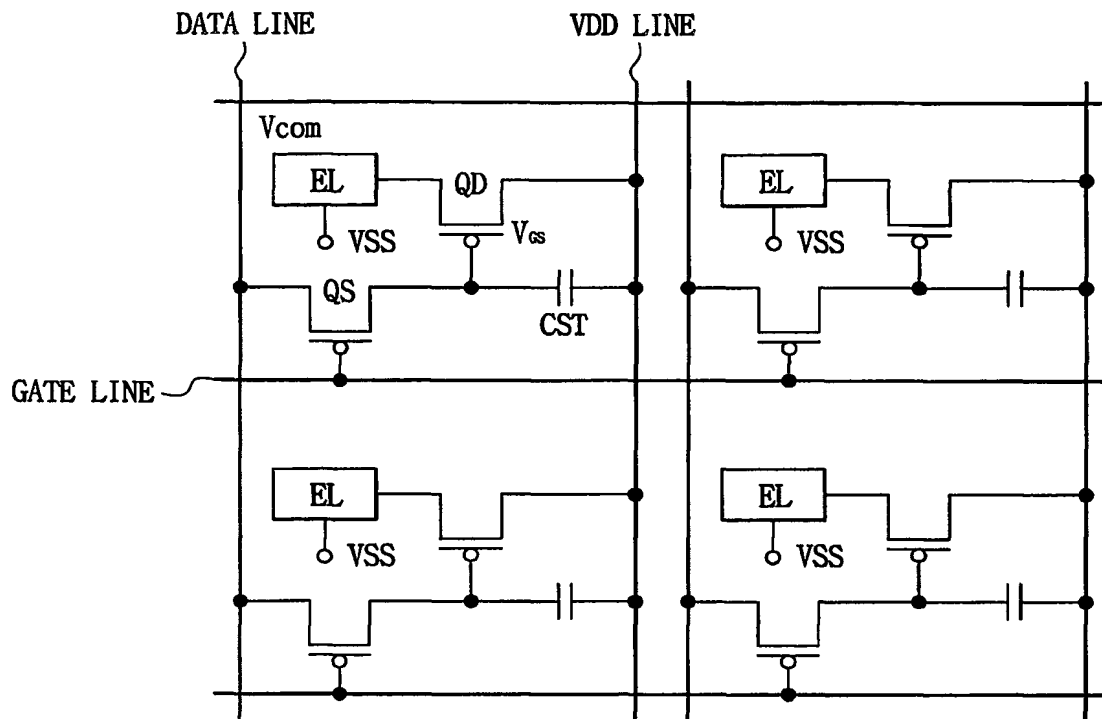 DATA LINE
VDD LINE
Vcom
EL
QD
EL
VSS
VGS
VSS
QS
CST
GATE LINE
EL
EL
VSS
VSS